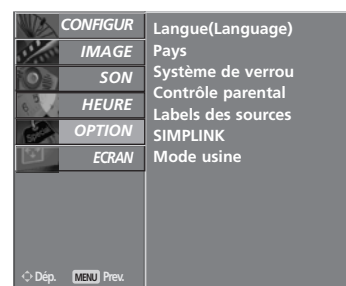 CONFIGUR
IMAGE
SON
HEURE
OPTION
ECRAN
Langue(Language)
Pays
Système de verrou
Contrôle parental
Labels des sources
SIMPLINK
Mode usine
Dép. MENU Prev.